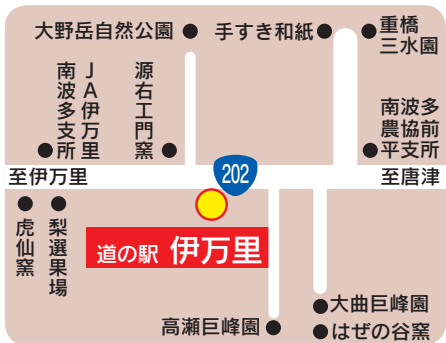 大野岳自然公園
手すき和紙
重橋
三水園
JA伊万里
南波多支所
源右工門窯
南波多
農協前
平支所
至伊万里
202
至唐津
虎仙窯
梨選果場
道の駅 伊万里
高瀬巨峰園
大曲巨峰園
はぜの谷窯